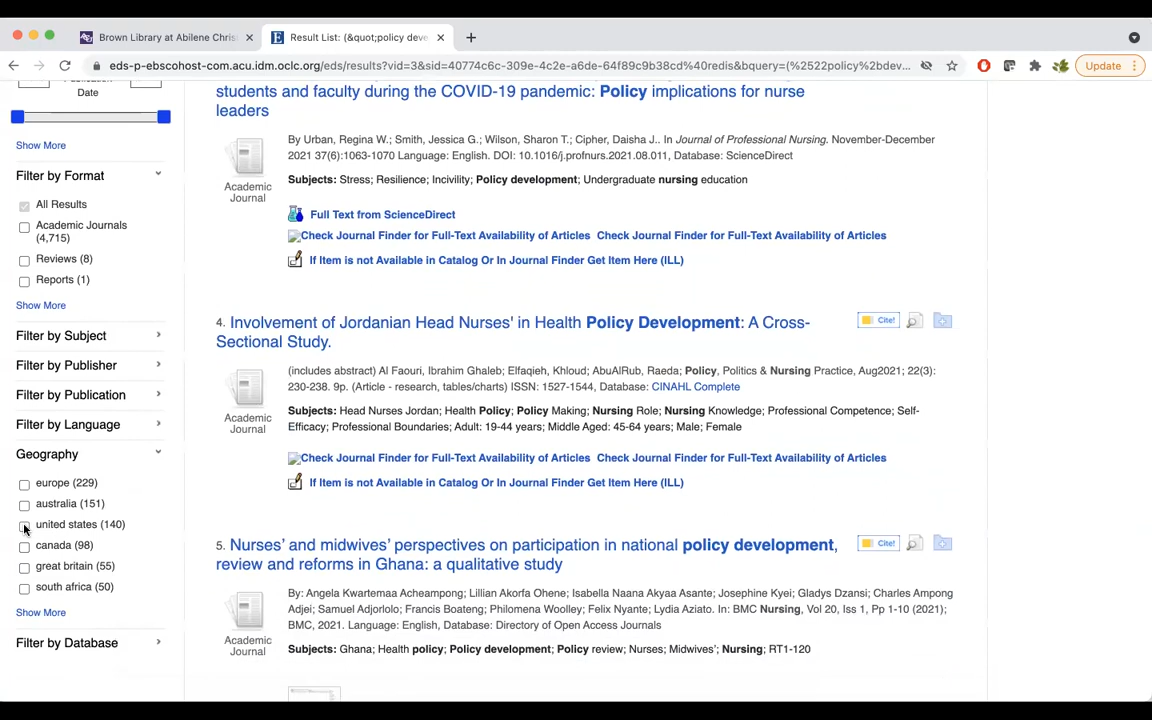 Brown Library at Abilene Chris
Result List: (&quot;policy deve
eds-p-ebscohost-com.acu.idm.oclc.org/eds/results?vid=3&sid=40774c6c-309e-4c2e-a6de-64f89c9b38cd%40redis&bquery=(%2522policy%2bdev...
Update
Date
Show More
Filter by Format
All Results
Academic Journals
(4,715)
Reviews (8)
Reports (1)
Show More
Filter by Subject
Filter by Publisher
Filter by Publication
Filter by Language
Geography
europe (229)
australia (151)
united states (140)
canada (98)
great britain (55)
south africa (50)
Show More
Filter by Database
students and faculty during the COVID-19 pandemic: Policy implications for nurse
leaders
Academic
Journal
By Urban, Regina W.; Smith, Jessica G.; Wilson, Sharon T.; Cipher, Daisha J.. In Journal of Professional Nursing. November-December
2021 37(6):1063-1070 Language: English. DOI: 10.1016/j.profnurs.2021.08.011, Database: ScienceDirect
Subjects: Stress; Resilience; Incivility; Policy development; Undergraduate nursing education
Full Text from ScienceDirect
Check Journal Finder for Full-Text Availability of Articles Check Journal Finder for Full-Text Availability of Articles
If Item is not Available in Catalog Or In Journal Finder Get Item Here (ILL)
4. Involvement of Jordanian Head Nurses' in Health Policy Development: A Cross-
Sectional Study.
Cite!
Academic
Journal
(includes abstract) Al Faouri, Ibrahim Ghaleb; Elfaqieh, Khloud; AbuAlRub, Raeda; Policy, Politics & Nursing Practice, Aug2021; 22(3):
230-238. 9p. (Article - research, tables/charts) ISSN: 1527-1544, Database: CINAHL Complete
Subjects: Head Nurses Jordan; Health Policy; Policy Making; Nursing Role; Nursing Knowledge; Professional Competence; Self-
Efficacy; Professional Boundaries; Adult: 19-44 years; Middle Aged: 45-64 years; Male; Female
Check Journal Finder for Full-Text Availability of Articles Check Journal Finder for Full-Text Availability of Articles
If Item is not Available in Catalog Or In Journal Finder Get Item Here (ILL)
5. Nurses' and midwives' perspectives on participation in national policy development,
review and reforms in Ghana: a qualitative study
Cite!
Academic
Journal
By: Angela Kwartemaa Acheampong; Lillian Akorfa Ohene; Isabella Naana Akyaa Asante; Josephine Kyei; Gladys Dzansi; Charles Ampong
Adjei; Samuel Adjorlolo; Francis Boateng; Philomena Woolley; Felix Nyante; Lydia Aziato. In: BMC Nursing, Vol 20, Iss 1, Pp 1-10 (2021);
BMC, 2021. Language: English, Database: Directory of Open Access Journals
Subjects: Ghana; Health policy; Policy development; Policy review; Nurses; Midwives'; Nursing; RT1-120